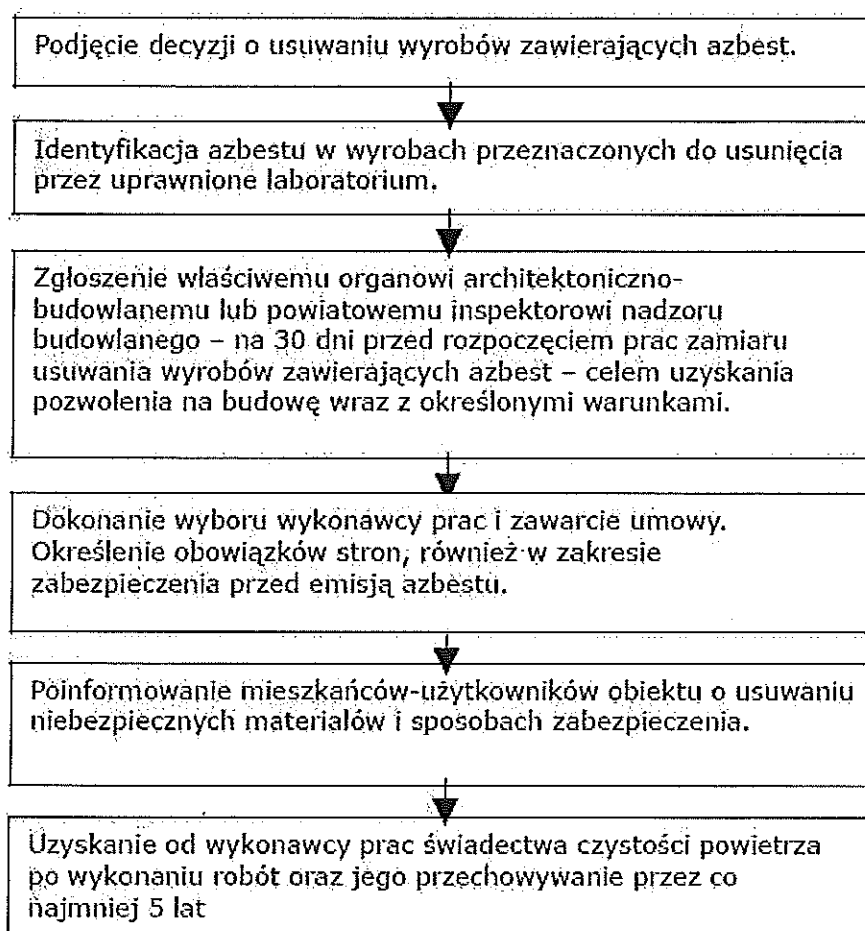 Podjęcie decyzji o usuwaniu wyrobów zawierających azbest.
Identyfikacja azbestu w wyrobach przeznaczonych do usunięcia
przez uprawnione laboratorium.
Zgłoszenie właściwemu organowi architektoniczno-
budowlanemu lub powiatowemu inspektorowi nadzoru
budowlanego – na 30 dni przed rozpoczęciem prac zamiaru
usuwania wyrobów zawierających azbest – celem uzyskania
pozwolenia na budowę wraz z określonymi warunkami.
Dokonanie wyboru wykonawcy prac i zawarcie umowy.
Określenie obowiązków stron, również w zakresie
zabezpieczenia przed emisją azbestu.
Poinformowanie mieszkańców-użytkowników obiektu o usuwaniu
niebezpiecznych materiałów i sposobach zabezpieczenia.
Uzyskanie od wykonawcy prac świadectwa czystości powietrza
po wykonaniu robót oraz jego przechowywanie przez co
najmniej 5 lat